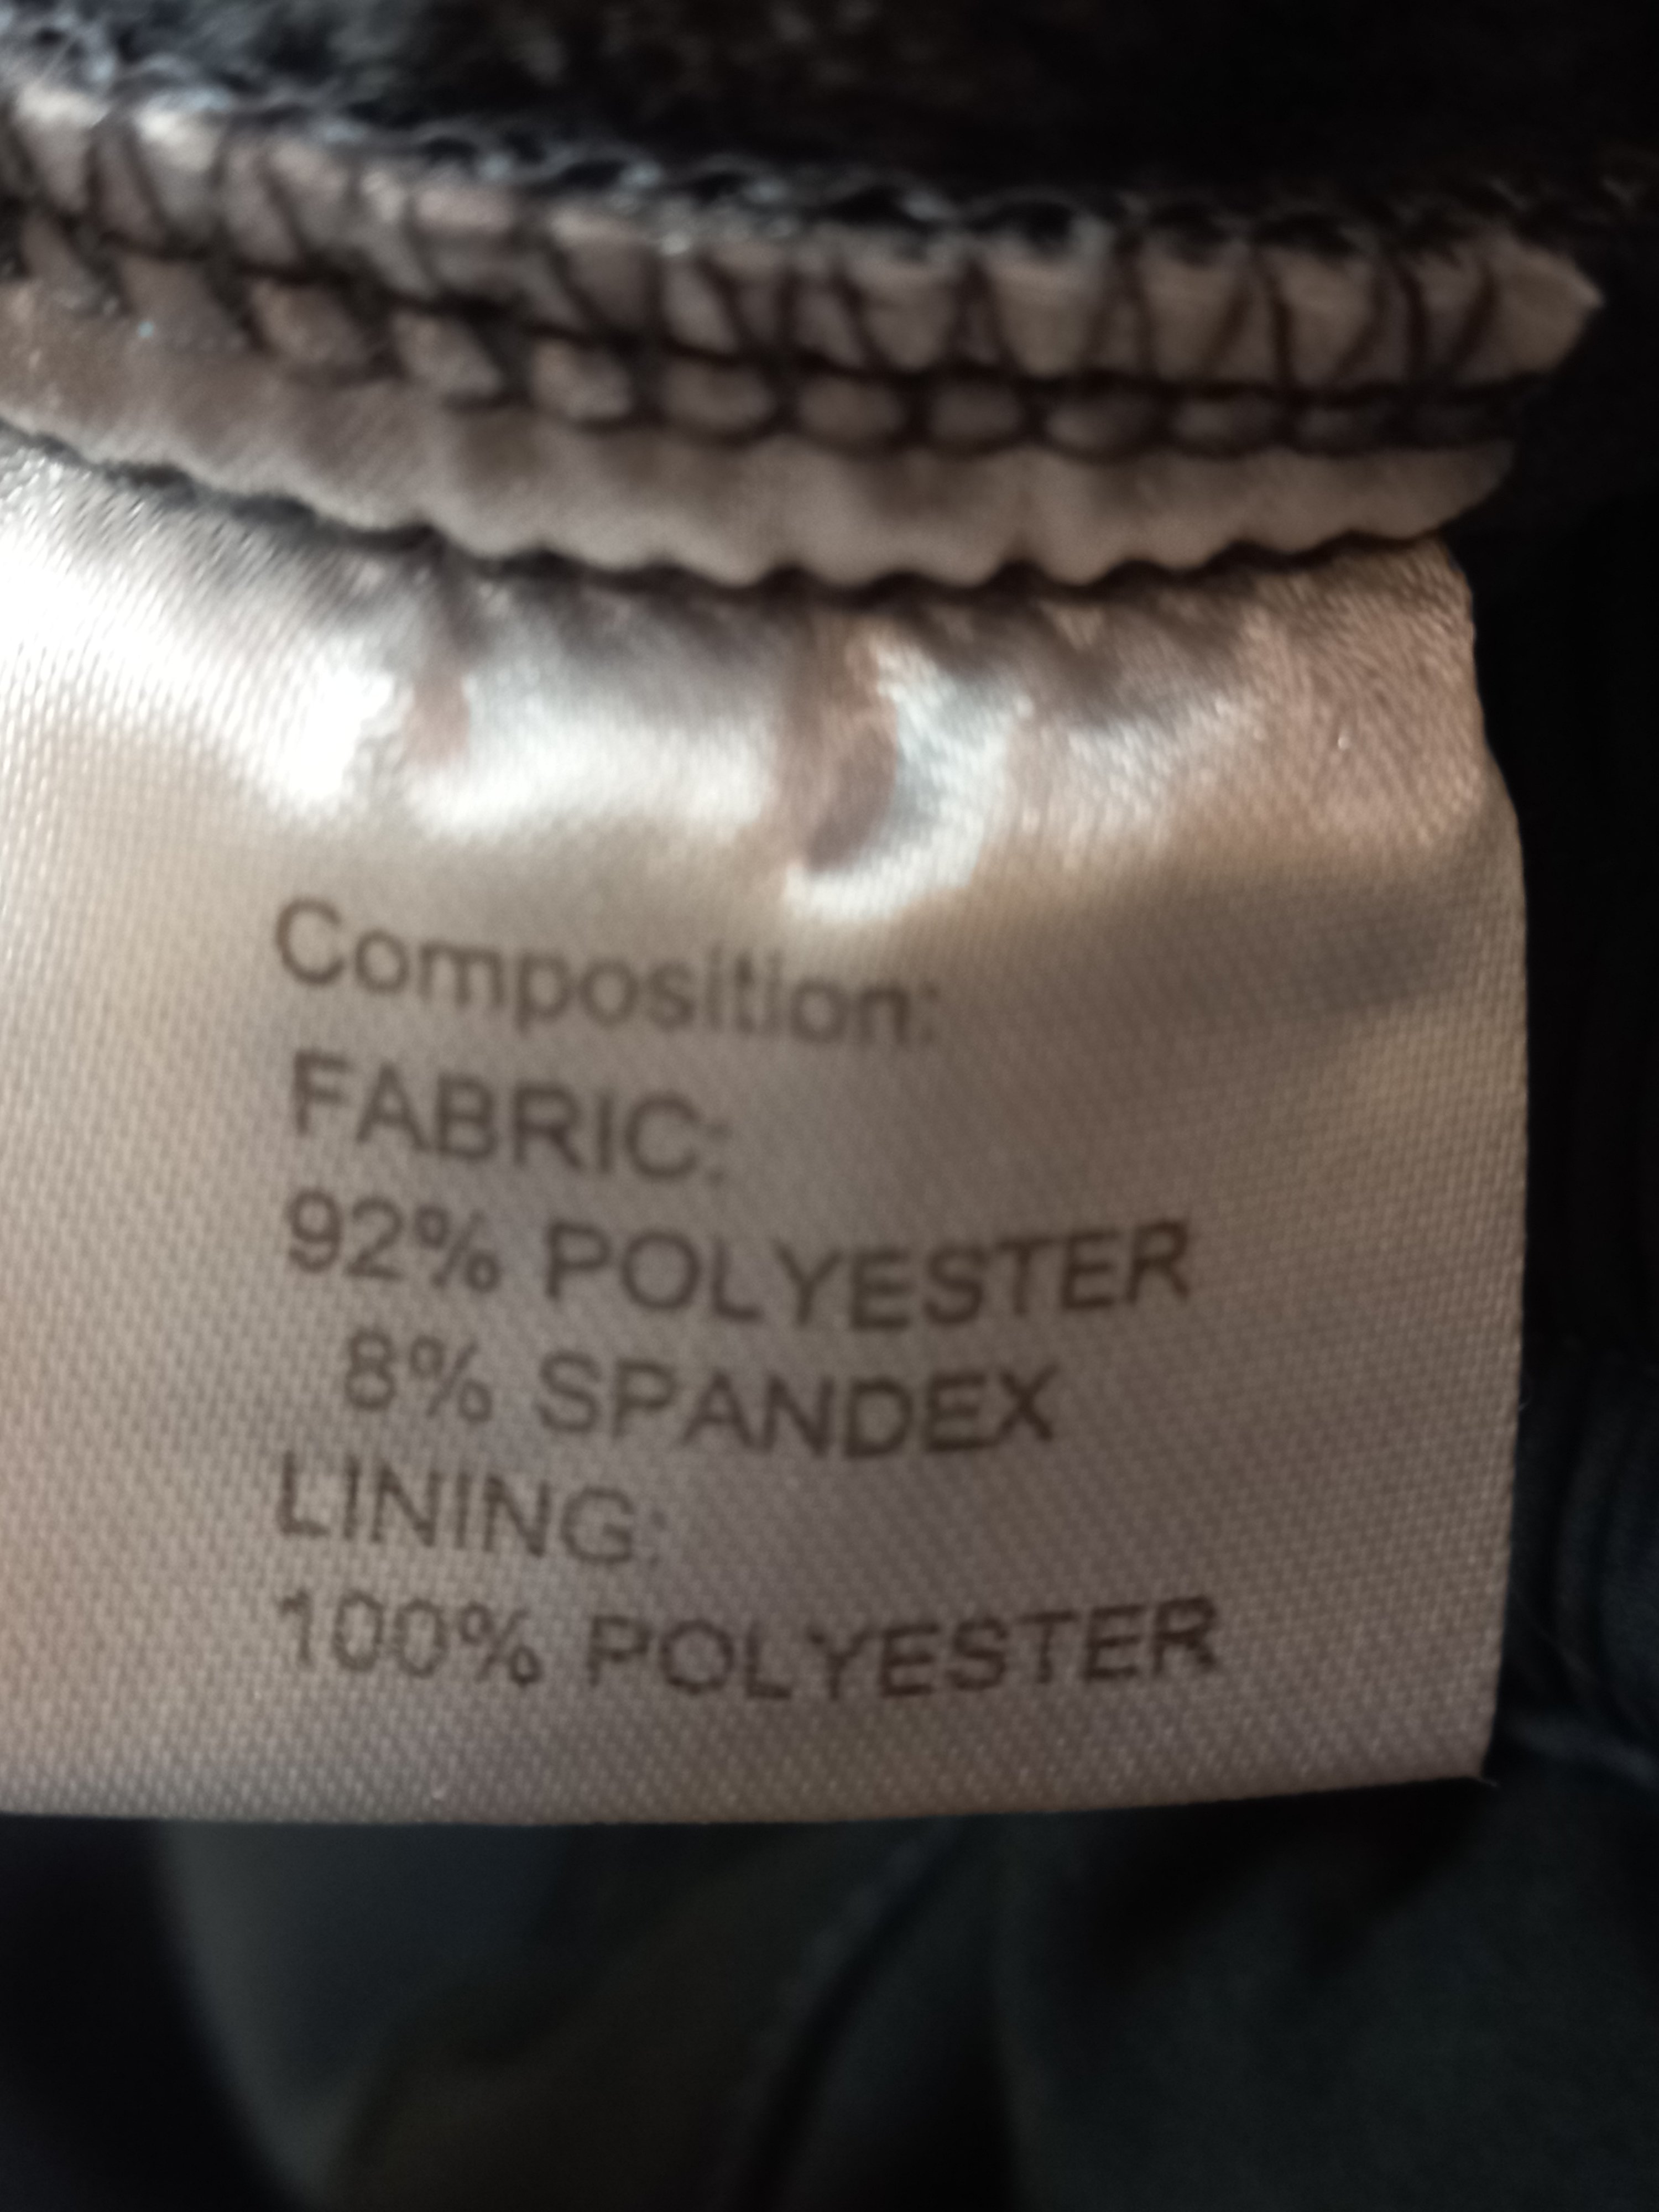 Composition:
FABRIC:
92% POLYESTER
8% SPANDEX
LINING:
100% POLYESTER